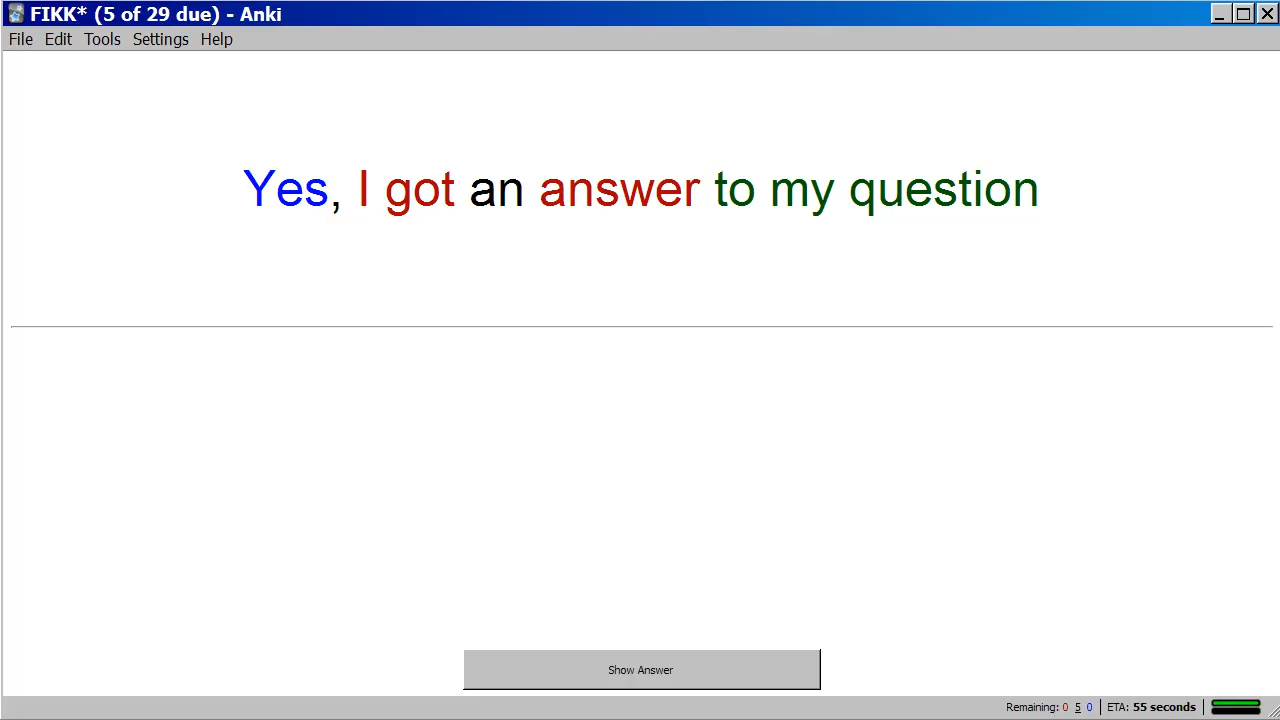 FIKK* (5 of 29 due) - Anki
File Edit Tools Settings Help
Yes, I got an answer to my question
Show Answer
Remaining: 0 5 0 ETA: 55 seconds